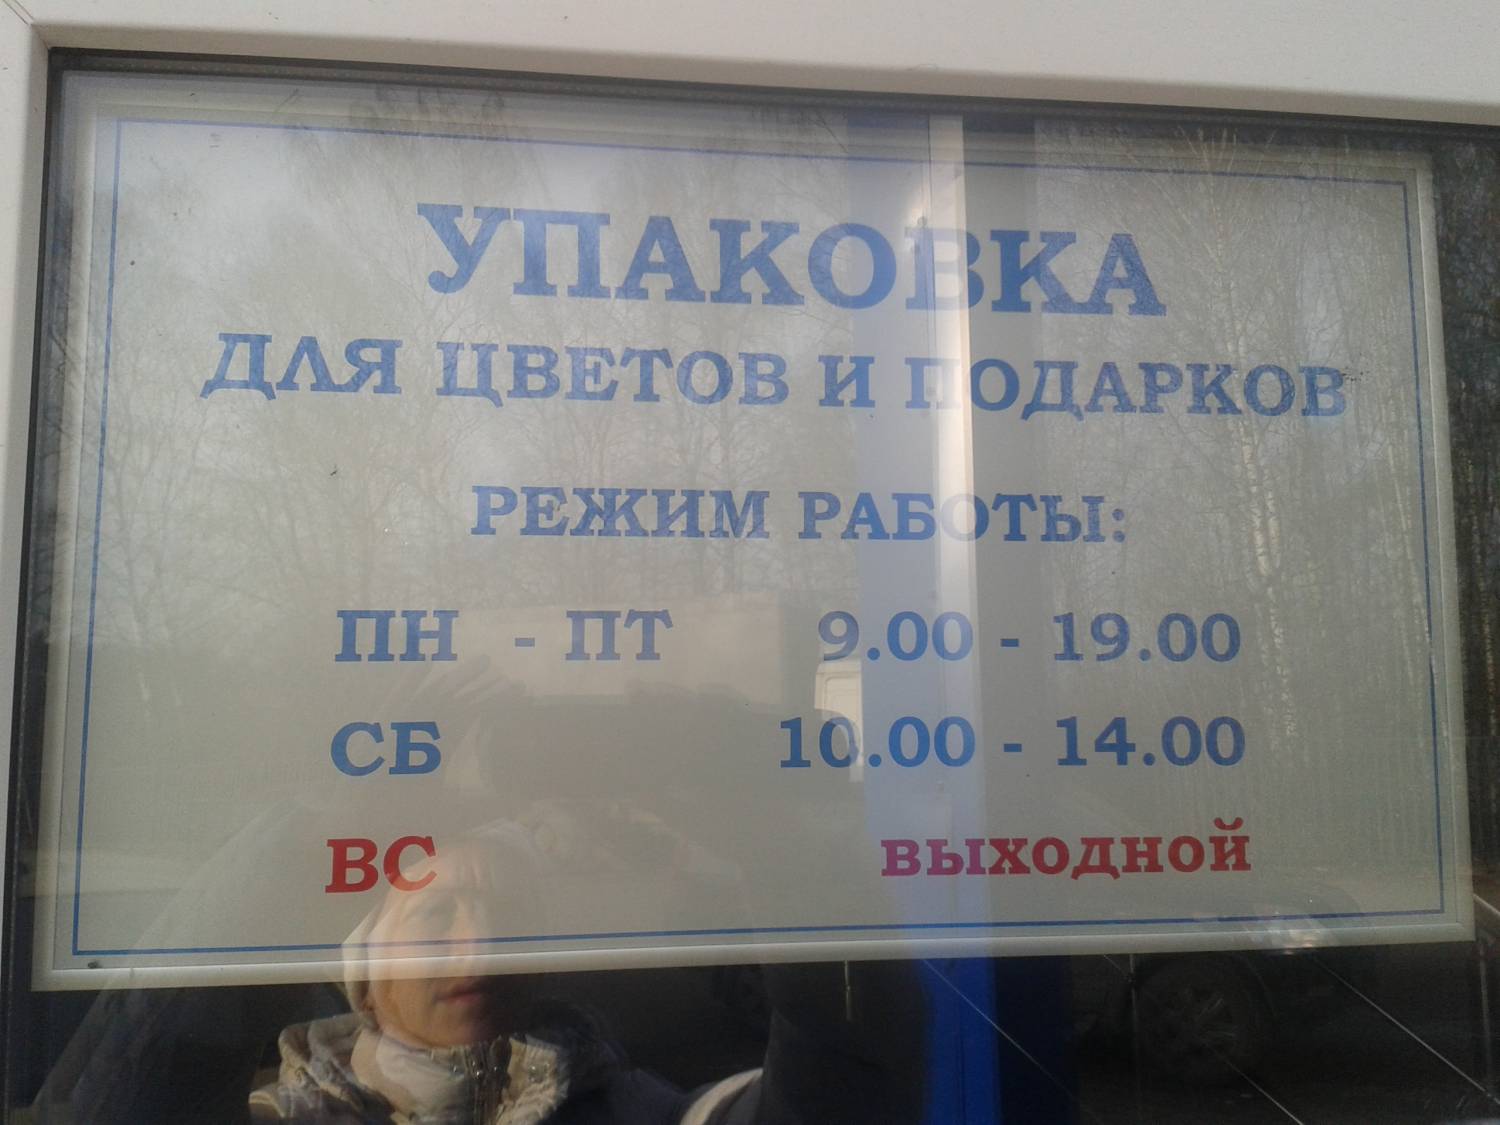 УПАКОВКА
ДЛЯ ЦВЕТОВ И ПОДАРКОВ
РЕЖИМ РАБОТЫ:
ПН - ПТ 9.00 - 19.00
СБ 10.00 - 14.00
ВС ВЫХОДНОЙ